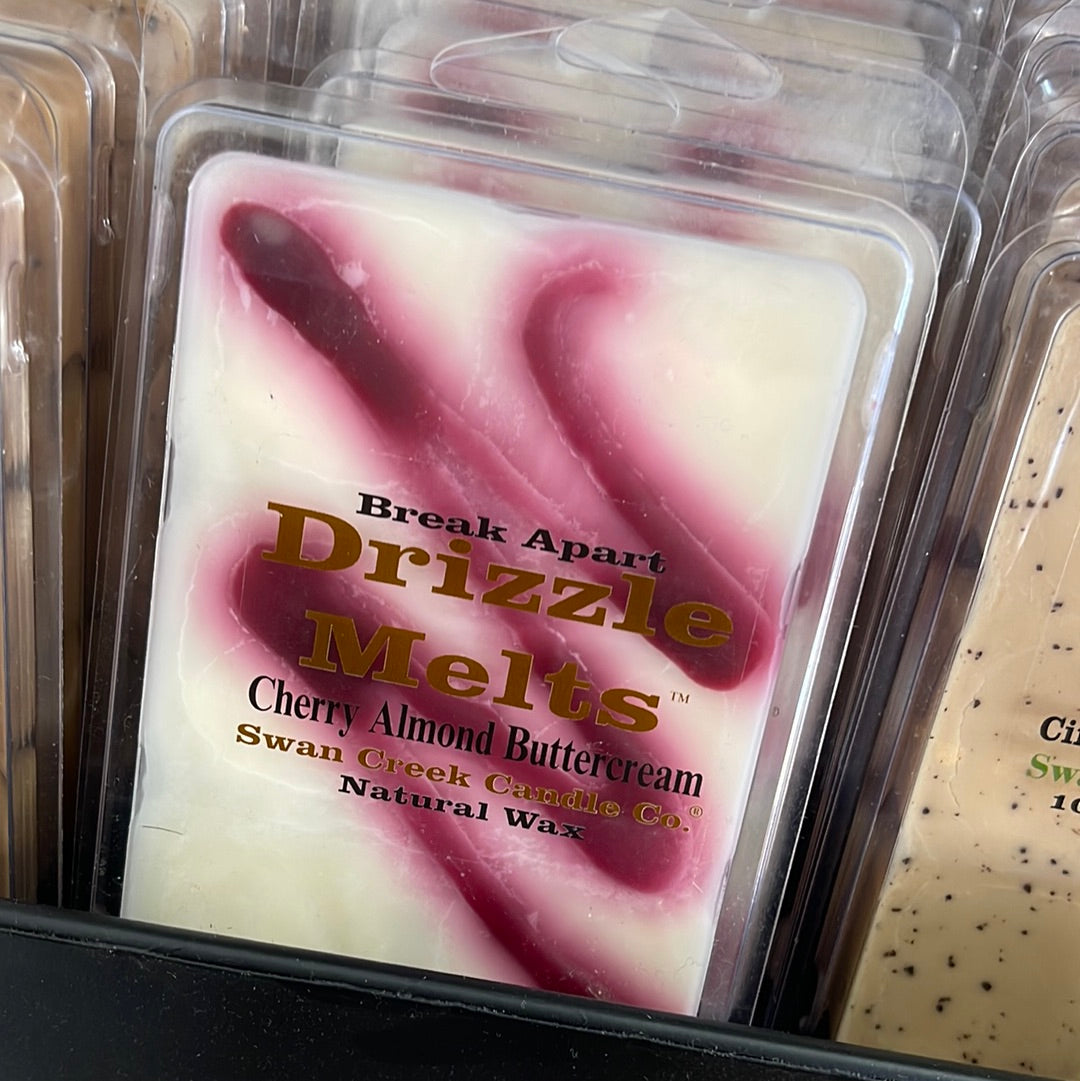 Break Apart
Drizzle
Melts™
Cherry Almond Buttercream
Swan Creek Candle Co.®
Natural Wax